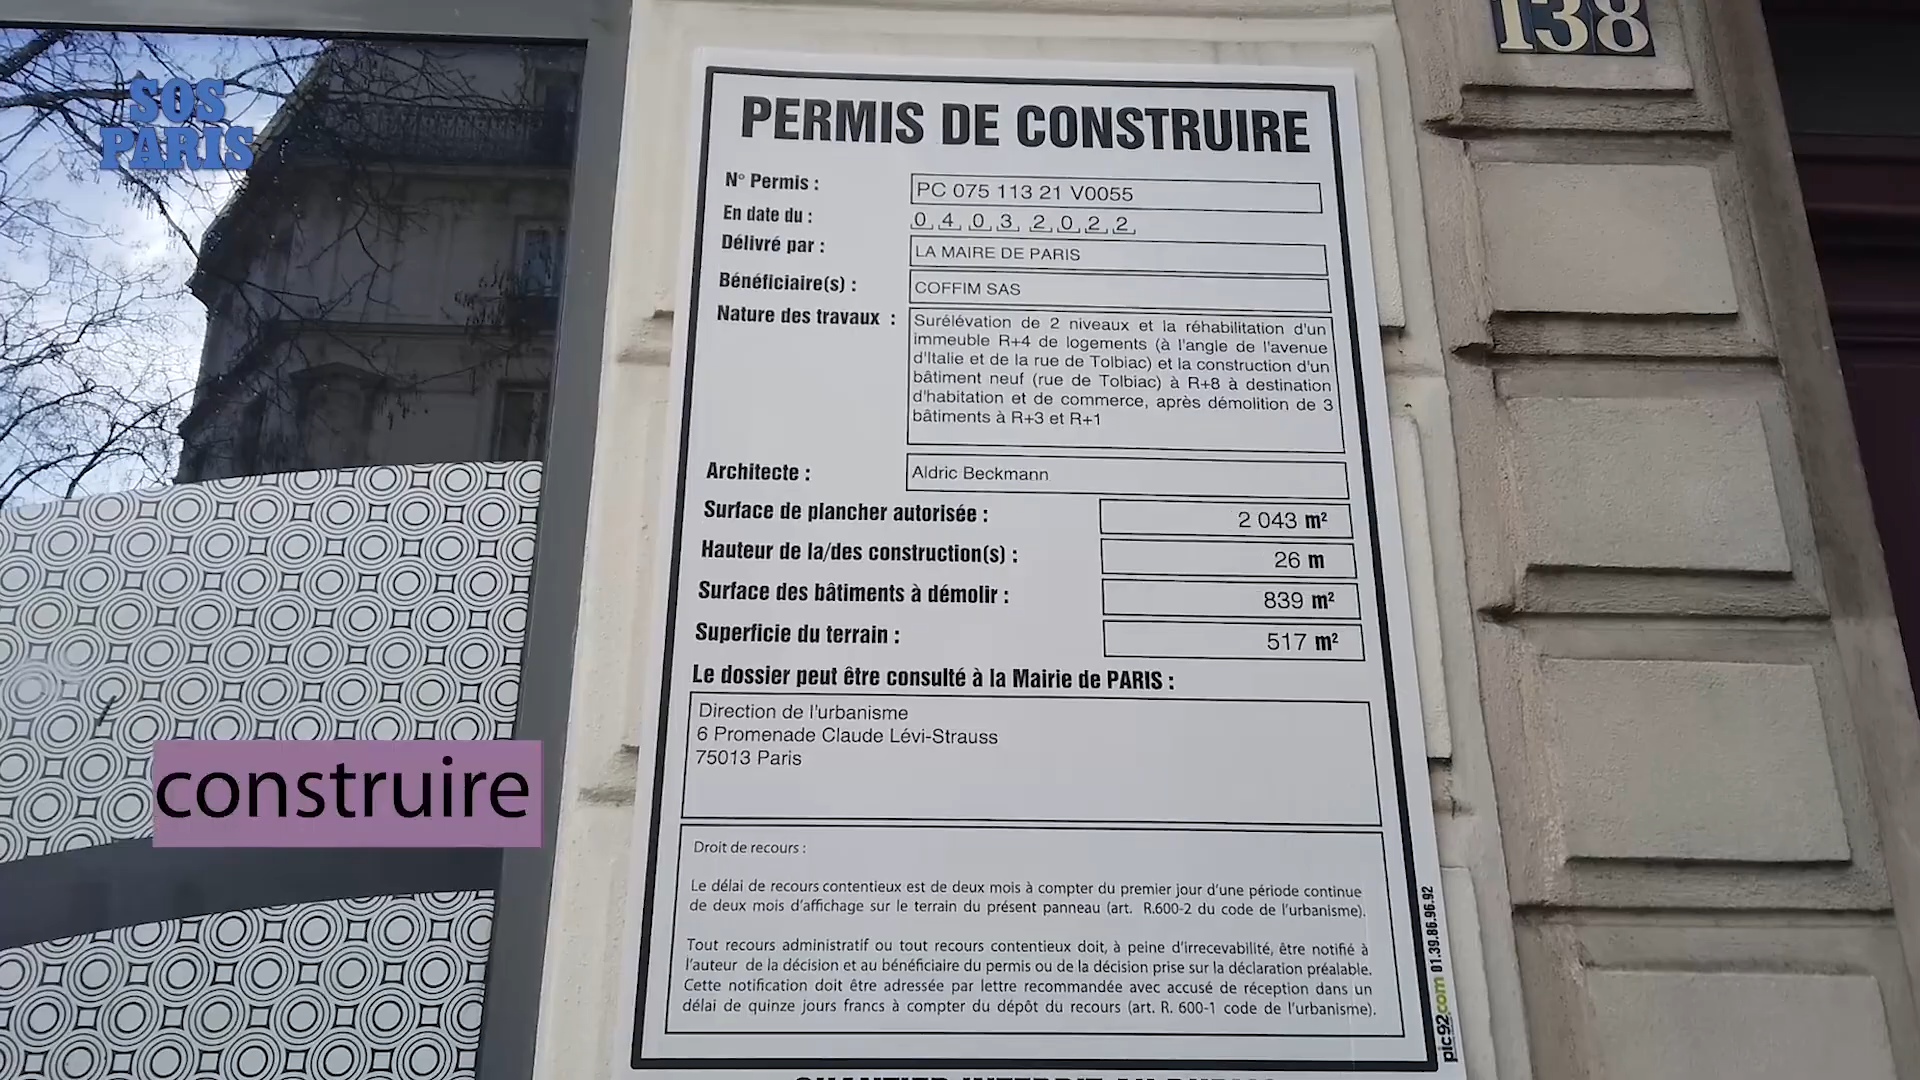 SOS
PARIS
138
PERMIS DE CONSTRUIRE
N° Permis :
PC 075 113 21 V0055
En date du :
04 03 2022
Délivré par :
LA MAIRE DE PARIS
Bénéficiaire(s) :
COFFIM SAS
Nature des travaux :
Surélévation de 2 niveaux et la réhabilitation d'un
immeuble R+4 de logements (à l'angle de l'avenue
d'Italie et de la rue de Tolbiac) et la construction d'un
bâtiment neuf (rue de Tolbiac) à R+8 à destination
d'habitation et de commerce, après démolition de 3
bâtiments à R+3 et R+1
Architecte :
Aldric Beckmann
Surface de plancher autorisée :
2 043 m²
Hauteur de la/des construction(s) :
26 m
Surface des bâtiments à démolir :
839 m²
Superficie du terrain :
517 m²
Le dossier peut être consulté à la Mairie de PARIS :
Direction de l'urbanisme
6 Promenade Claude Lévi-Strauss
75013 Paris
construire
Droit de recours :
Le délai de recours contentieux est de deux mois à compter du premier jour d'une période continue
de deux mois d'affichage sur le terrain du présent panneau (art. R.600-2 du code de l'urbanisme).
Tout recours administratif ou tout recours contentieux doit, à peine d'irrecevabilité, être notifié à
l'auteur de la décision et au bénéficiaire du permis ou de la décision prise sur la déclaration préalable.
Cette notification doit être adressée par lettre recommandée avec accusé de réception dans un
délai de quinze jours francs à compter du dépôt du recours (art. R. 600-1 code de l'urbanisme).
pic92.com 01.39.86.96.92